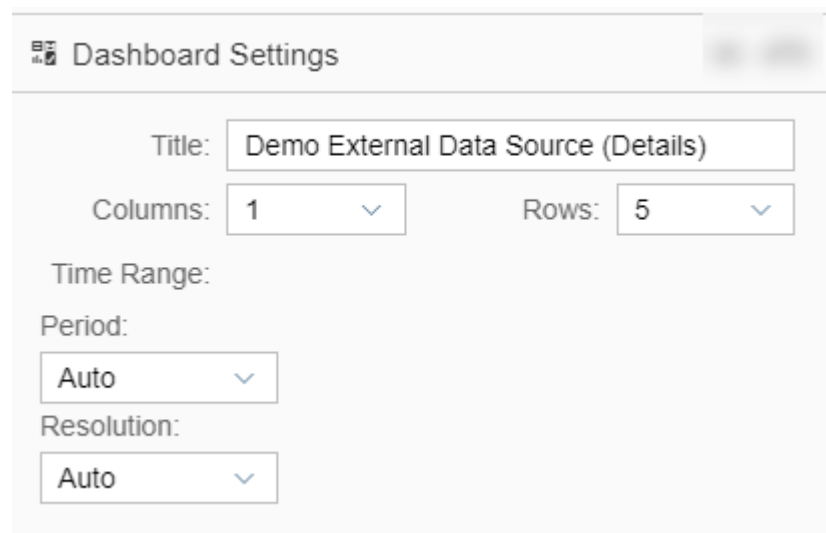 Dashboard Settings
Title: Demo External Data Source (Details)
Columns: 1 Rows: 5
Time Range:
Period:
Auto
Resolution:
Auto